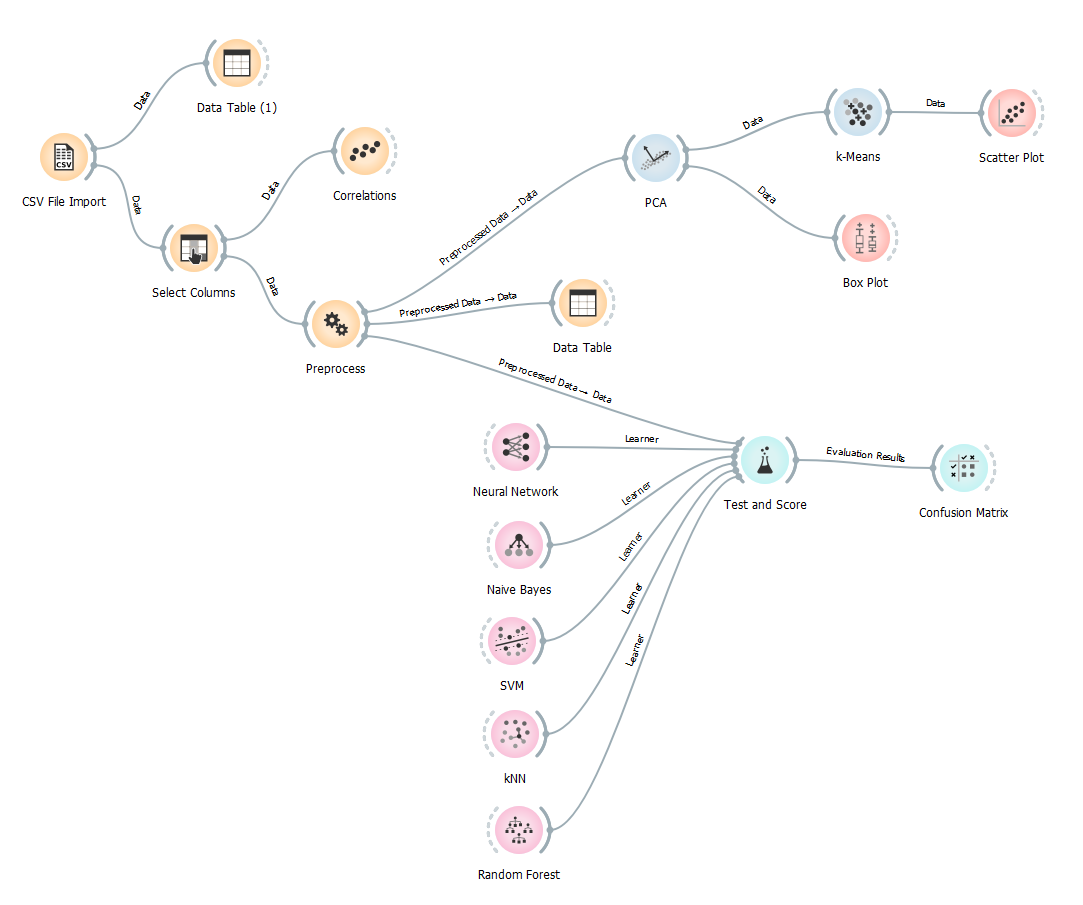 Data Table (1)
Data
CSV
CSV File Import
Data
Data
Correlations
Select Columns
Data
Preprocess
Preprocessed Data → Data
PCA
Data
k-Means
Data
Scatter Plot
Data
Box Plot
Preprocessed Data → Data
Data Table
Preprocessed Data → Data
Neural Network
Learner
Test and Score
Evaluation Results
Confusion Matrix
Naive Bayes
Learner
SVM
Learner
kNN
Learner
Random Forest
Learner